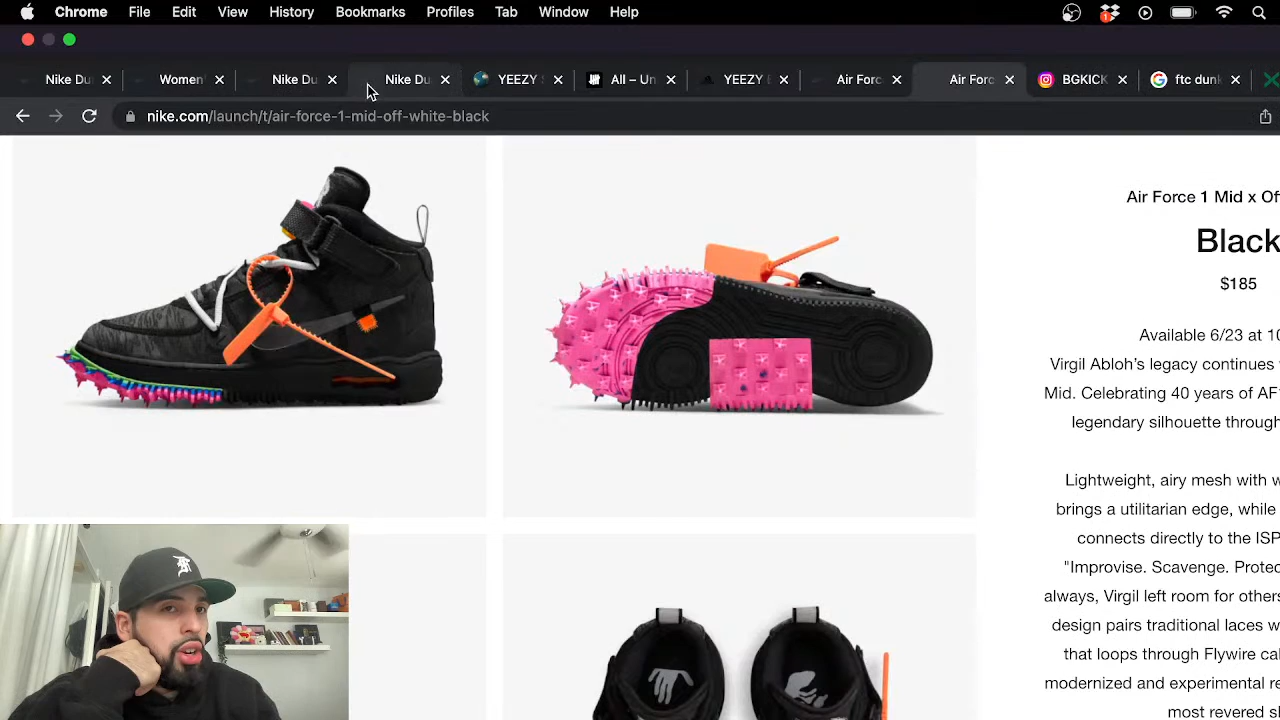 Chrome File Edit View History Bookmarks Profiles Tab Window Help
1
Nike Du Women' Nike Du Nike Du YEEZY S All – Un YEEZY B Air Forc Air Forc BGKICK ftc dunk
nike.com/launch/t/air-force-1-mid-off-white-black
Air Force 1 Mid x Of
Black
$185
Available 6/23 at 10
Virgil Abloh's legacy continues
Mid. Celebrating 40 years of AF1
legendary silhouette through
Lightweight, airy mesh with w
brings a utilitarian edge, while
connects directly to the ISP
"Improvise. Scavenge. Protec
always, Virgil left room for others
design pairs traditional laces w
that loops through Flywire ca
modernized and experimental re
most revered s